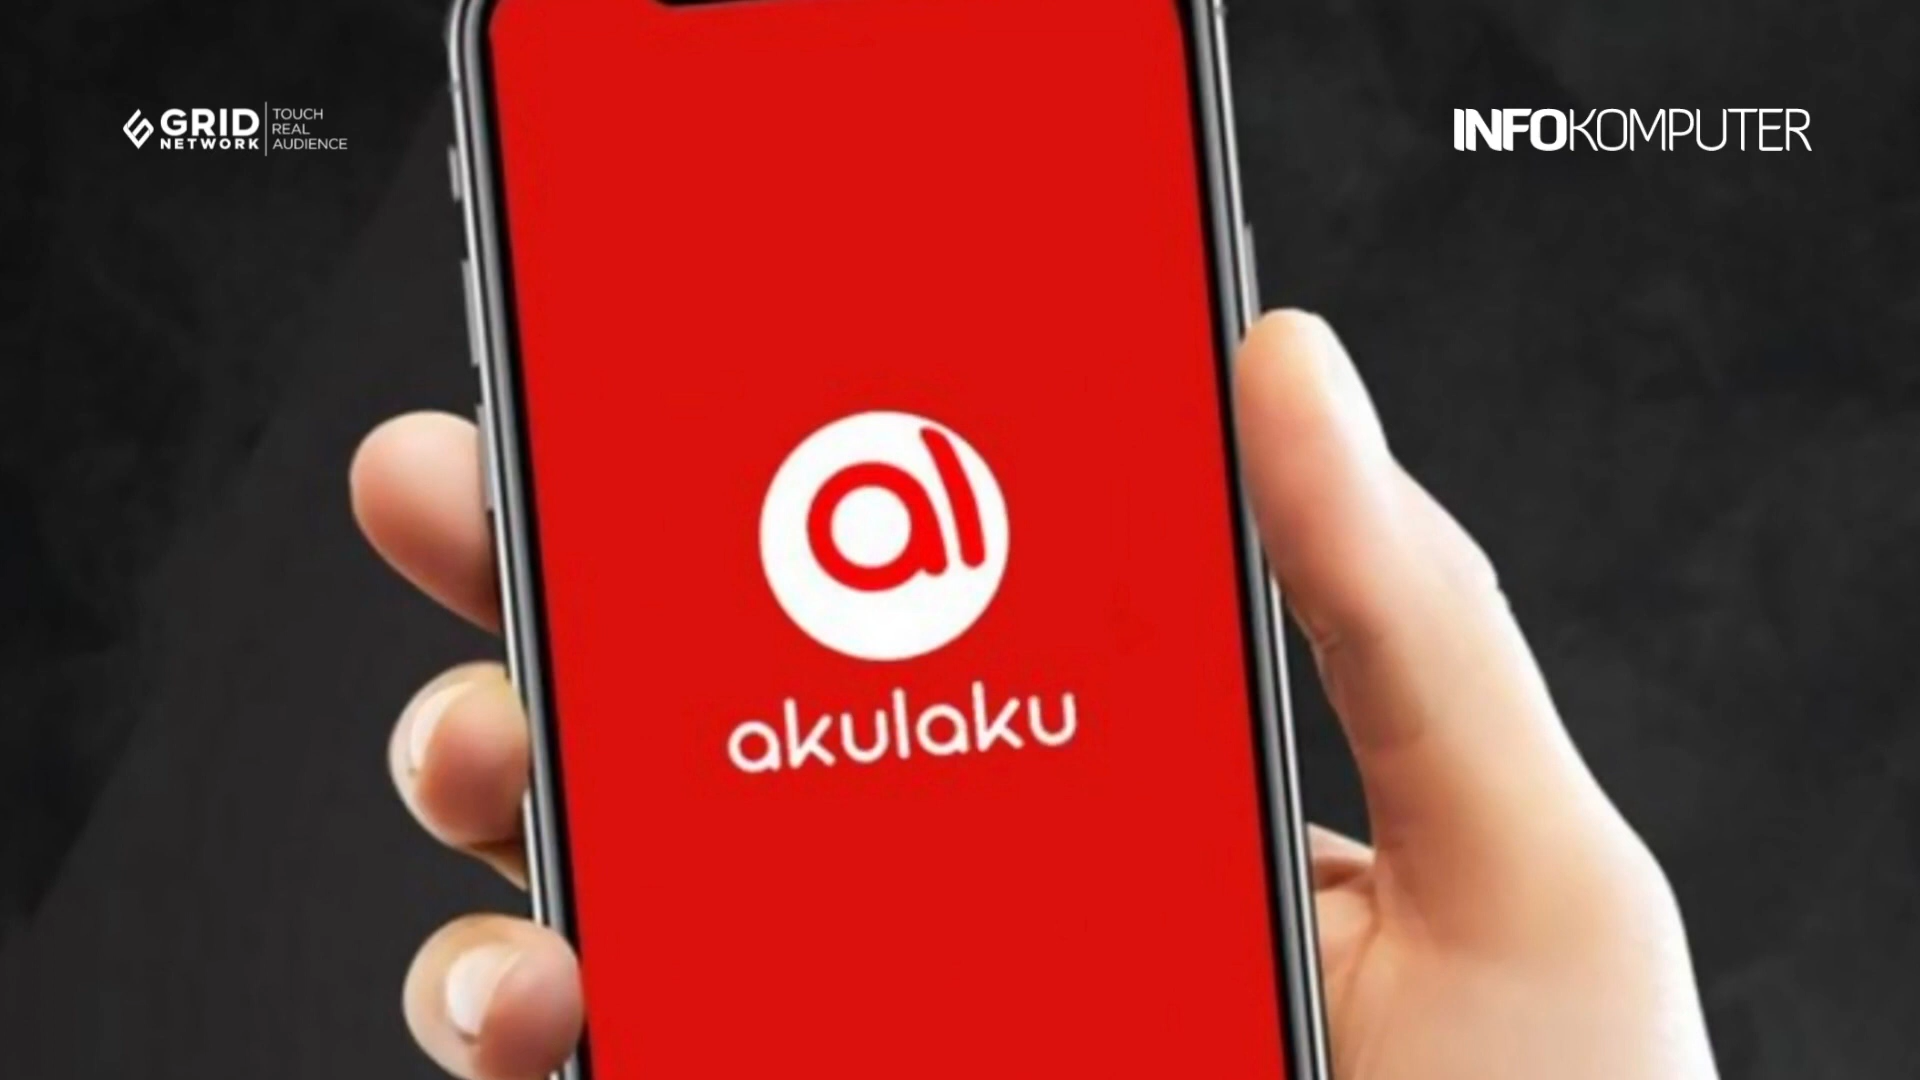 GRID
NETWORK
TOUCH
REAL
AUDIENCE
INFOKOMPUTER
al
akulaku